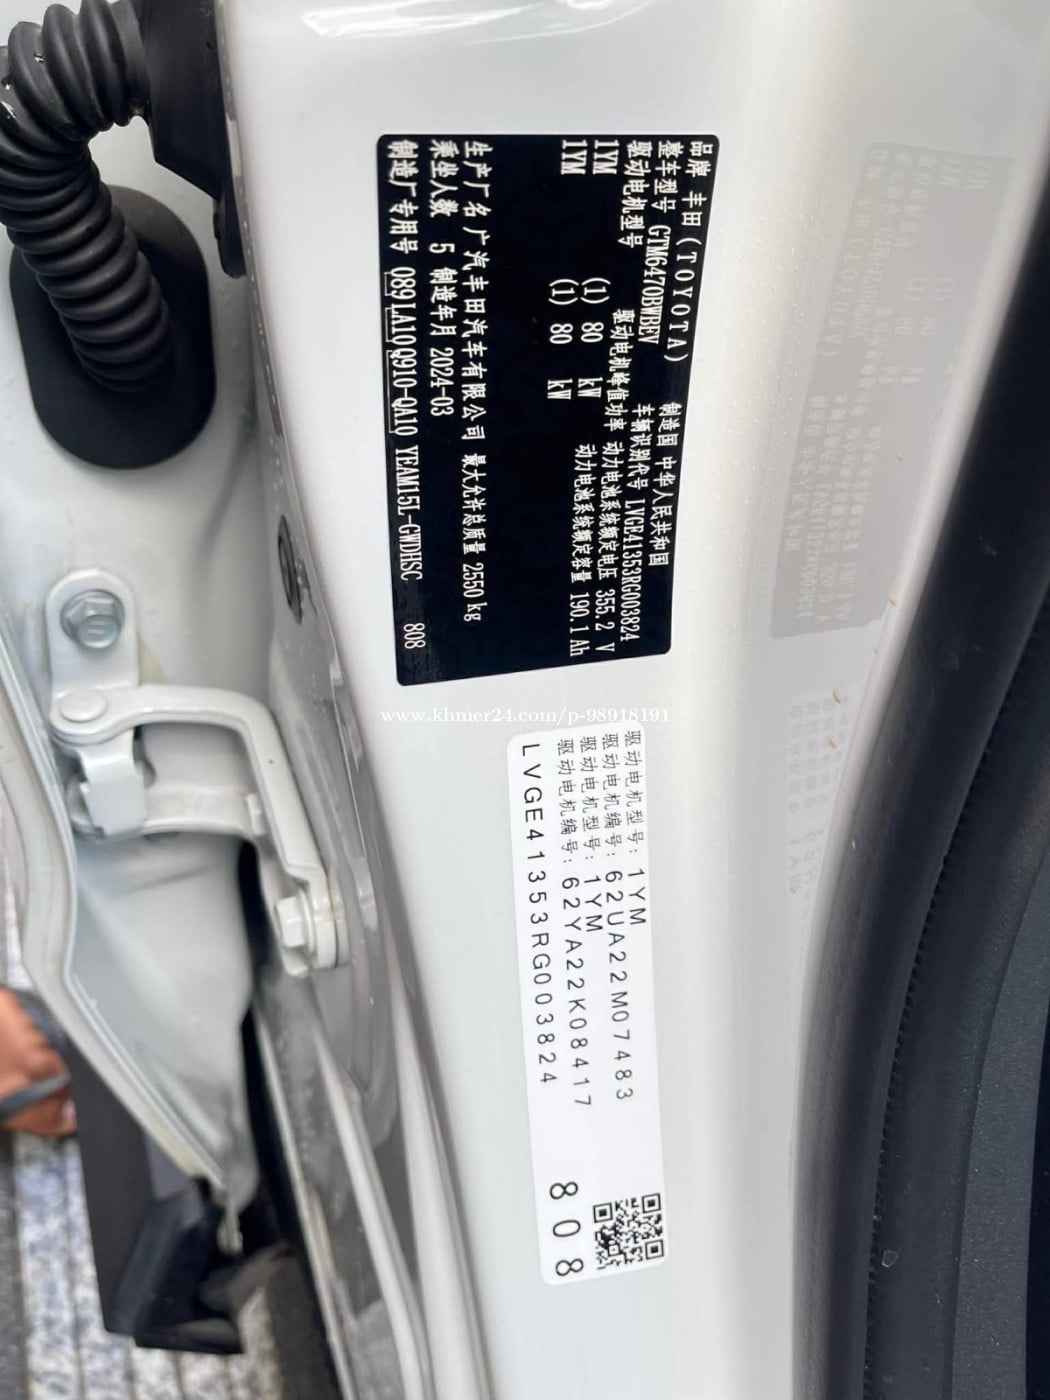 品牌 丰田(TOYOTA) 制造国 中华人民共和国
整车型号 GTM6470BWBEV 车辆识别代号 LVGE41353RG003824
驱动电机型号 驱动电机峰值功率 动力电池系统额定电压 355.2 V
1YM (1) 80 kW 动力电池系统额定容量 190.1 Ah
1YM (1) 80 kW
生产厂名 广汽丰田汽车有限公司 最大允许总质量 2550 kg
乘坐人数 5 制造年月 2024-03
制造厂专用号 089 LA10 Q910-QA10 YEAM15L-GWDHSC 808
www.khmer24.com/p-98918191
驱动电机型号: 1YM
驱动电机编号: 62UA22M07483
驱动电机型号: 1YM
驱动电机编号: 62YA22K08417
LVGE41353RG003824
808